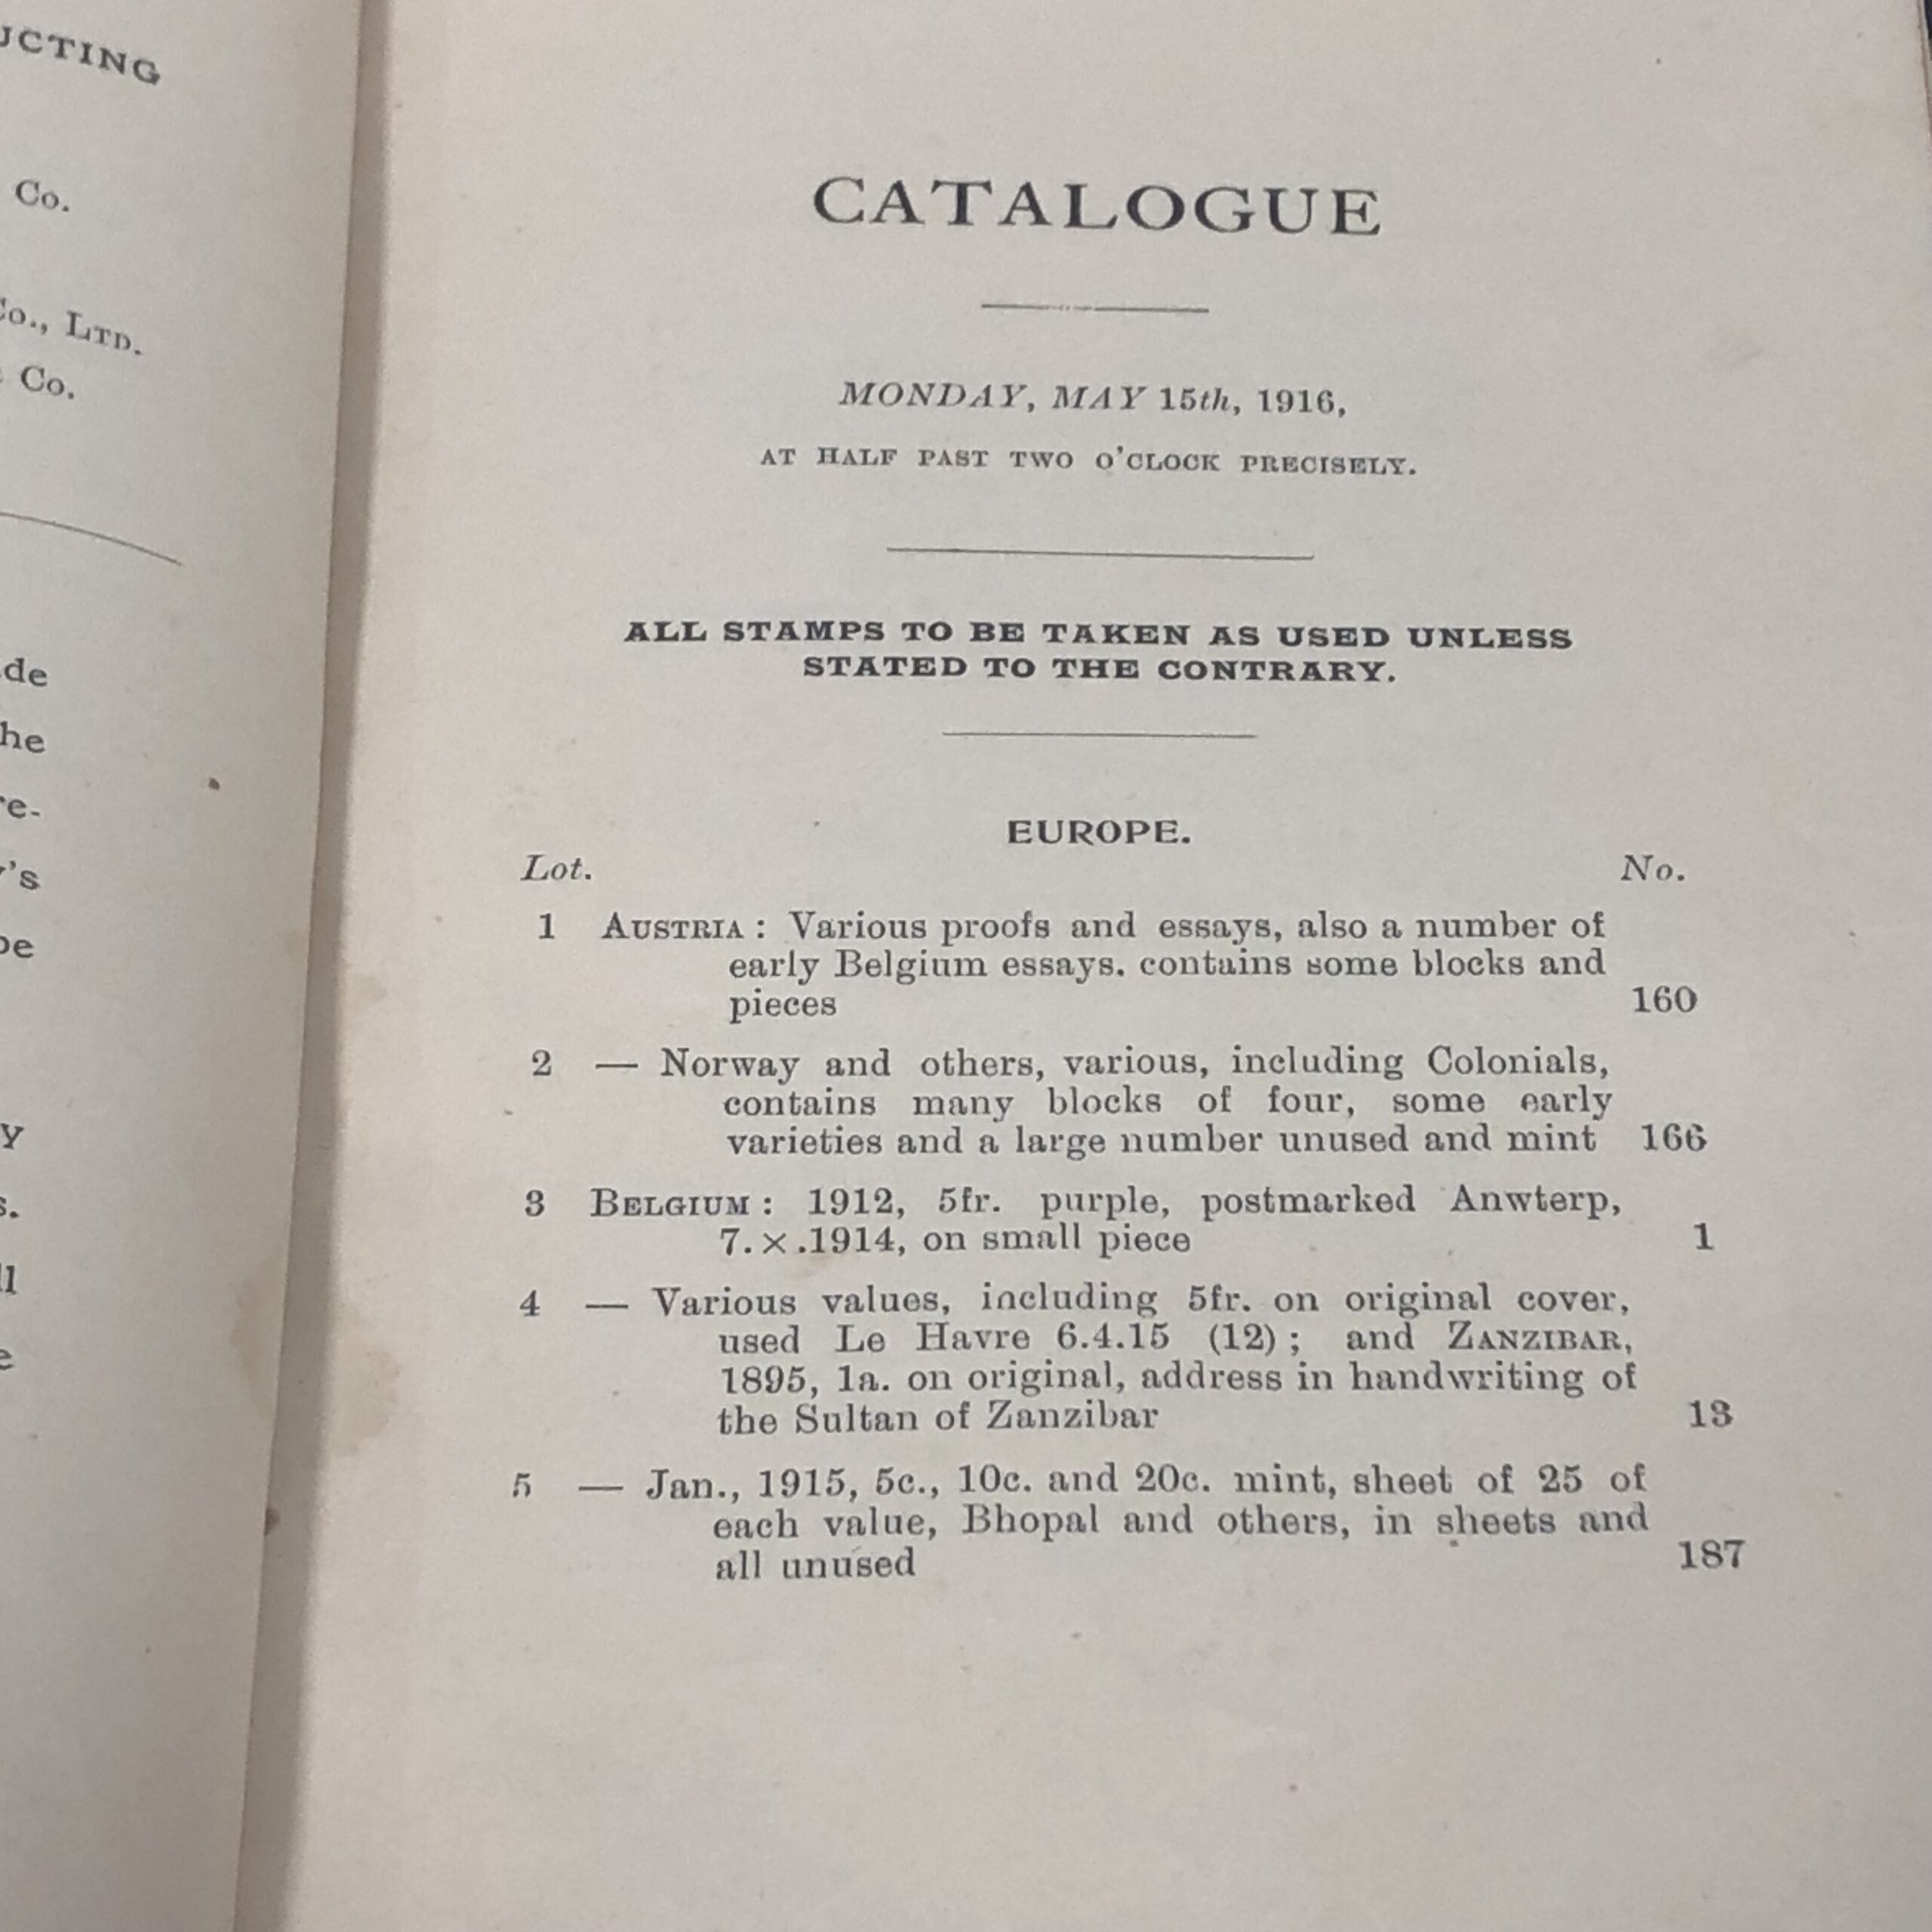 UCTING
Co.
Co., LTD.
Co.
de
he
re-
y's
be
y
s.
ll
e
CATALOGUE
MONDAY, MAY 15th, 1916,
AT HALF PAST TWO O'CLOCK PRECISELY.
ALL STAMPS TO BE TAKEN AS USED UNLESS
STATED TO THE CONTRARY.
EUROPE.
Lot. No.
1 AUSTRIA : Various proofs and essays, also a number of
early Belgium essays. contains some blocks and
pieces 160
2 — Norway and others, various, including Colonials,
contains many blocks of four, some early
varieties and a large number unused and mint 166
3 BELGIUM : 1912, 5fr. purple, postmarked Anwterp,
7.×.1914, on small piece 1
4 — Various values, including 5fr. on original cover,
used Le Havre 6.4.15 (12) ; and ZANZIBAR,
1895, 1a. on original, address in handwriting of
the Sultan of Zanzibar 13
5 — Jan., 1915, 5c., 10c. and 20c. mint, sheet of 25 of
each value, Bhopal and others, in sheets and
all unused 187